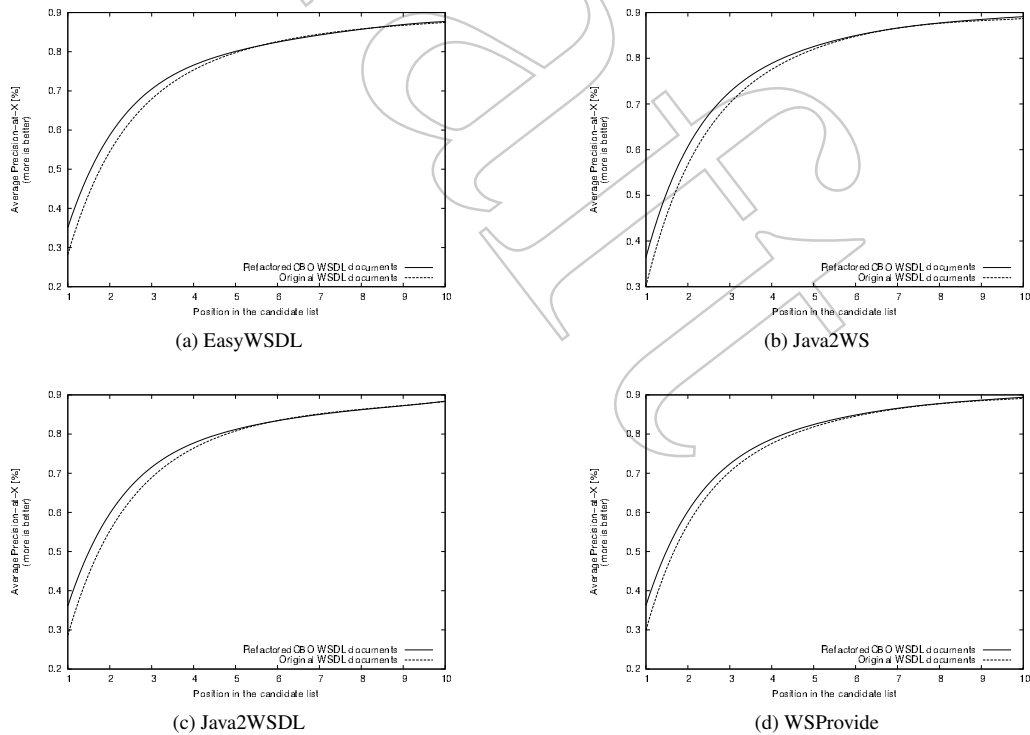 0.9
0.8
0.7
0.6
0.5
0.4
0.3
0.2
Average Precision-at-X [%]
(more is better)
Refactored CBO WSDL documents
Original WSDL documents
1 2 3 4 5 6 7 8 9 10
Position in the candidate list
(a) EasyWSDL
0.9
0.8
0.7
0.6
0.5
0.4
0.3
Average Precision-at-X [%]
(more is better)
Refactored CBO WSDL documents
Original WSDL documents
1 2 3 4 5 6 7 8 9 10
Position in the candidate list
(b) Java2WS
0.9
0.8
0.7
0.6
0.5
0.4
0.3
0.2
Average Precision-at-X [%]
(more is better)
Refactored CBO WSDL documents
Original WSDL documents
1 2 3 4 5 6 7 8 9 10
Position in the candidate list
(c) Java2WSDL
0.9
0.8
0.7
0.6
0.5
0.4
0.3
0.2
Average Precision-at-X [%]
(more is better)
Refactored CBO WSDL documents
Original WSDL documents
1 2 3 4 5 6 7 8 9 10
Position in the candidate list
(d) WSProvide